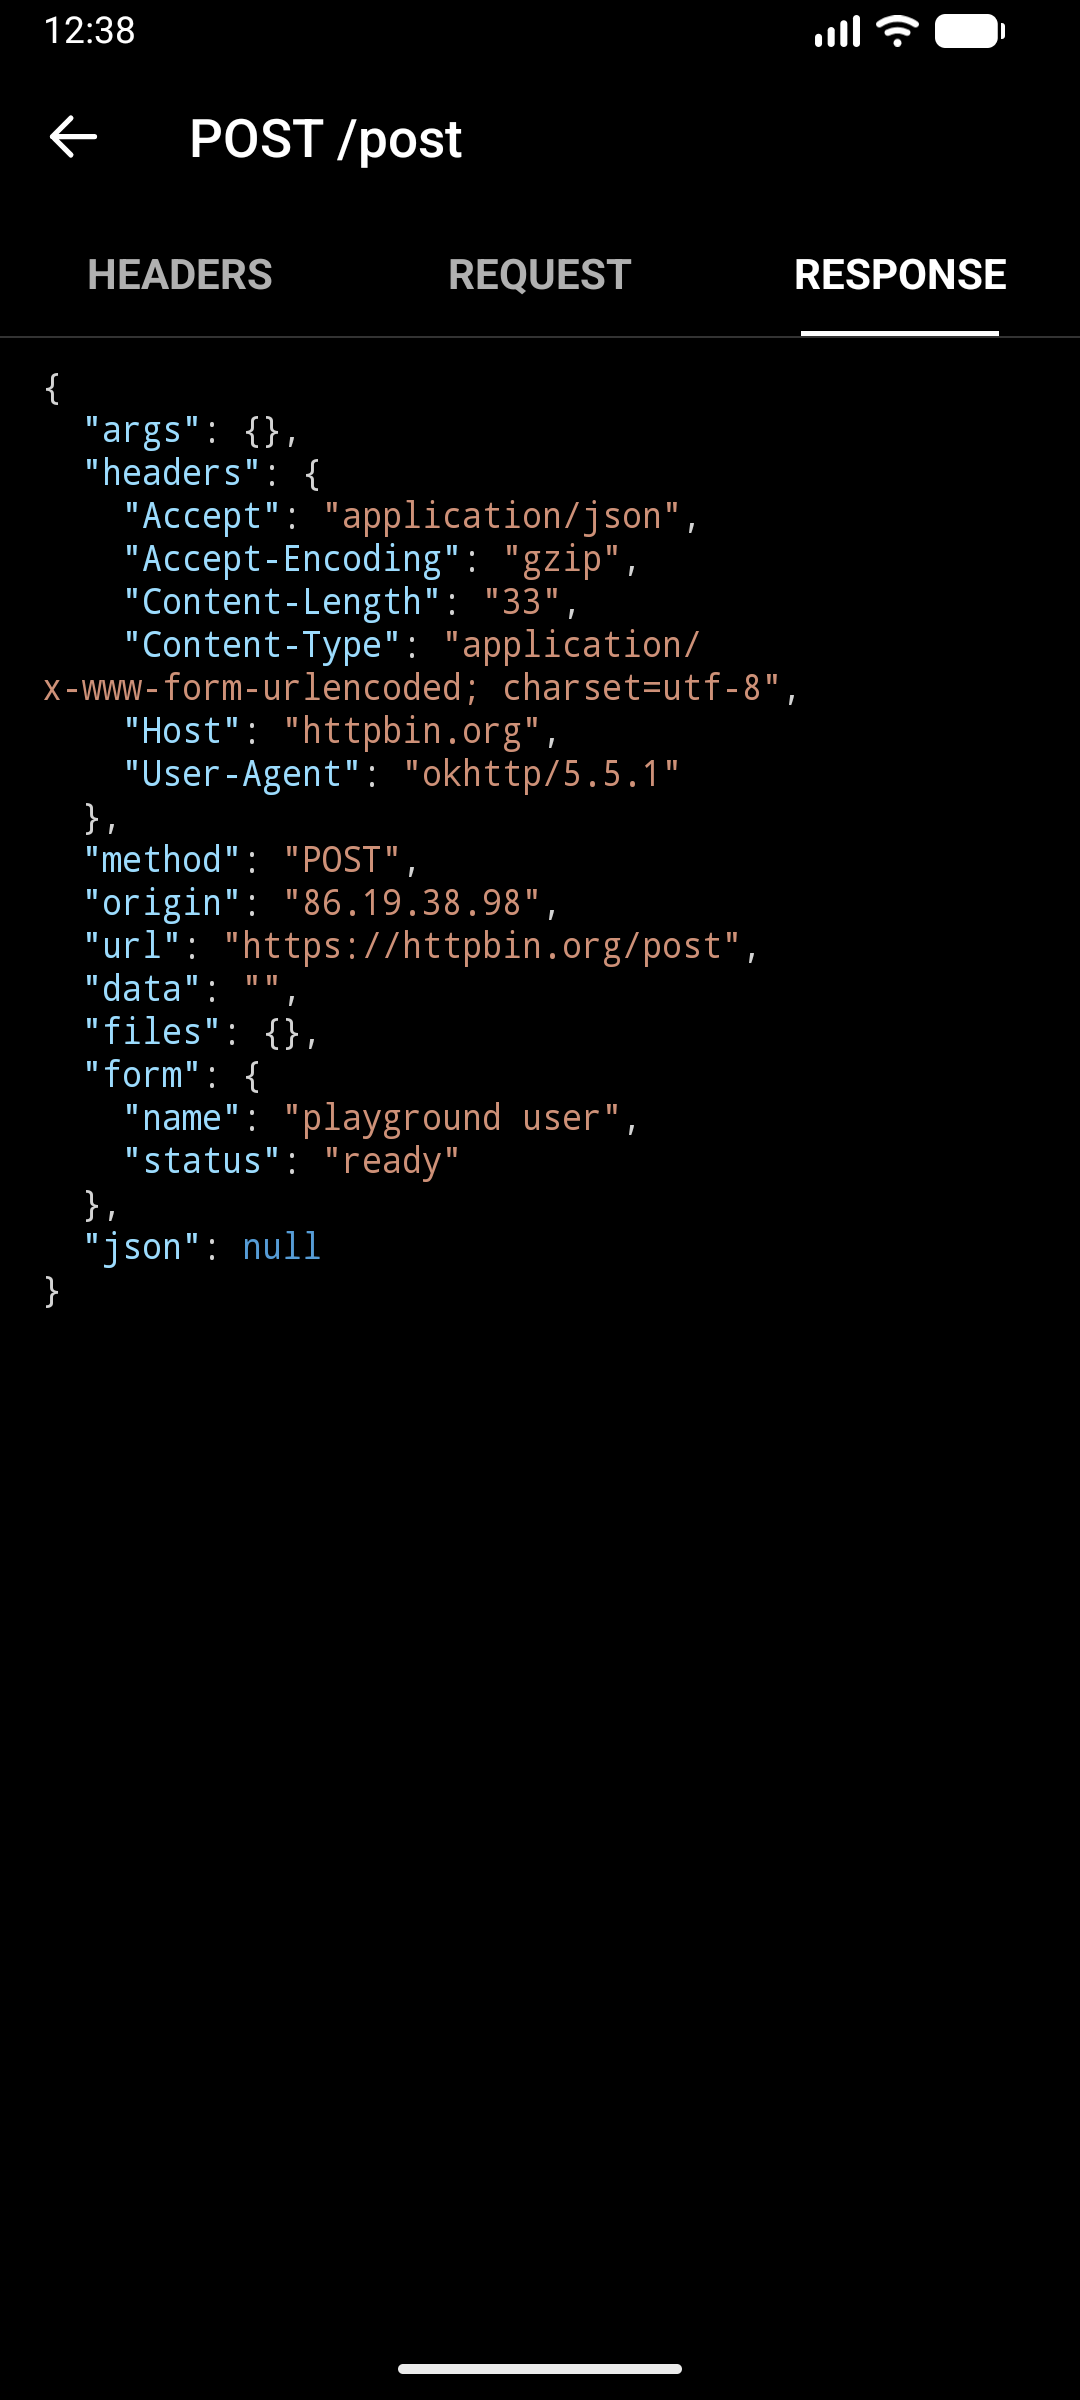 12:38
POST /post
HEADERS REQUEST RESPONSE
{
  "args": {},
  "headers": {
    "Accept": "application/json",
    "Accept-Encoding": "gzip",
    "Content-Length": "33",
    "Content-Type": "application/
x-www-form-urlencoded; charset=utf-8",
    "Host": "httpbin.org",
    "User-Agent": "okhttp/5.5.1"
  },
  "method": "POST",
  "origin": "86.19.38.98",
  "url": "https://httpbin.org/post",
  "data": "",
  "files": {},
  "form": {
    "name": "playground user",
    "status": "ready"
  },
  "json": null
}